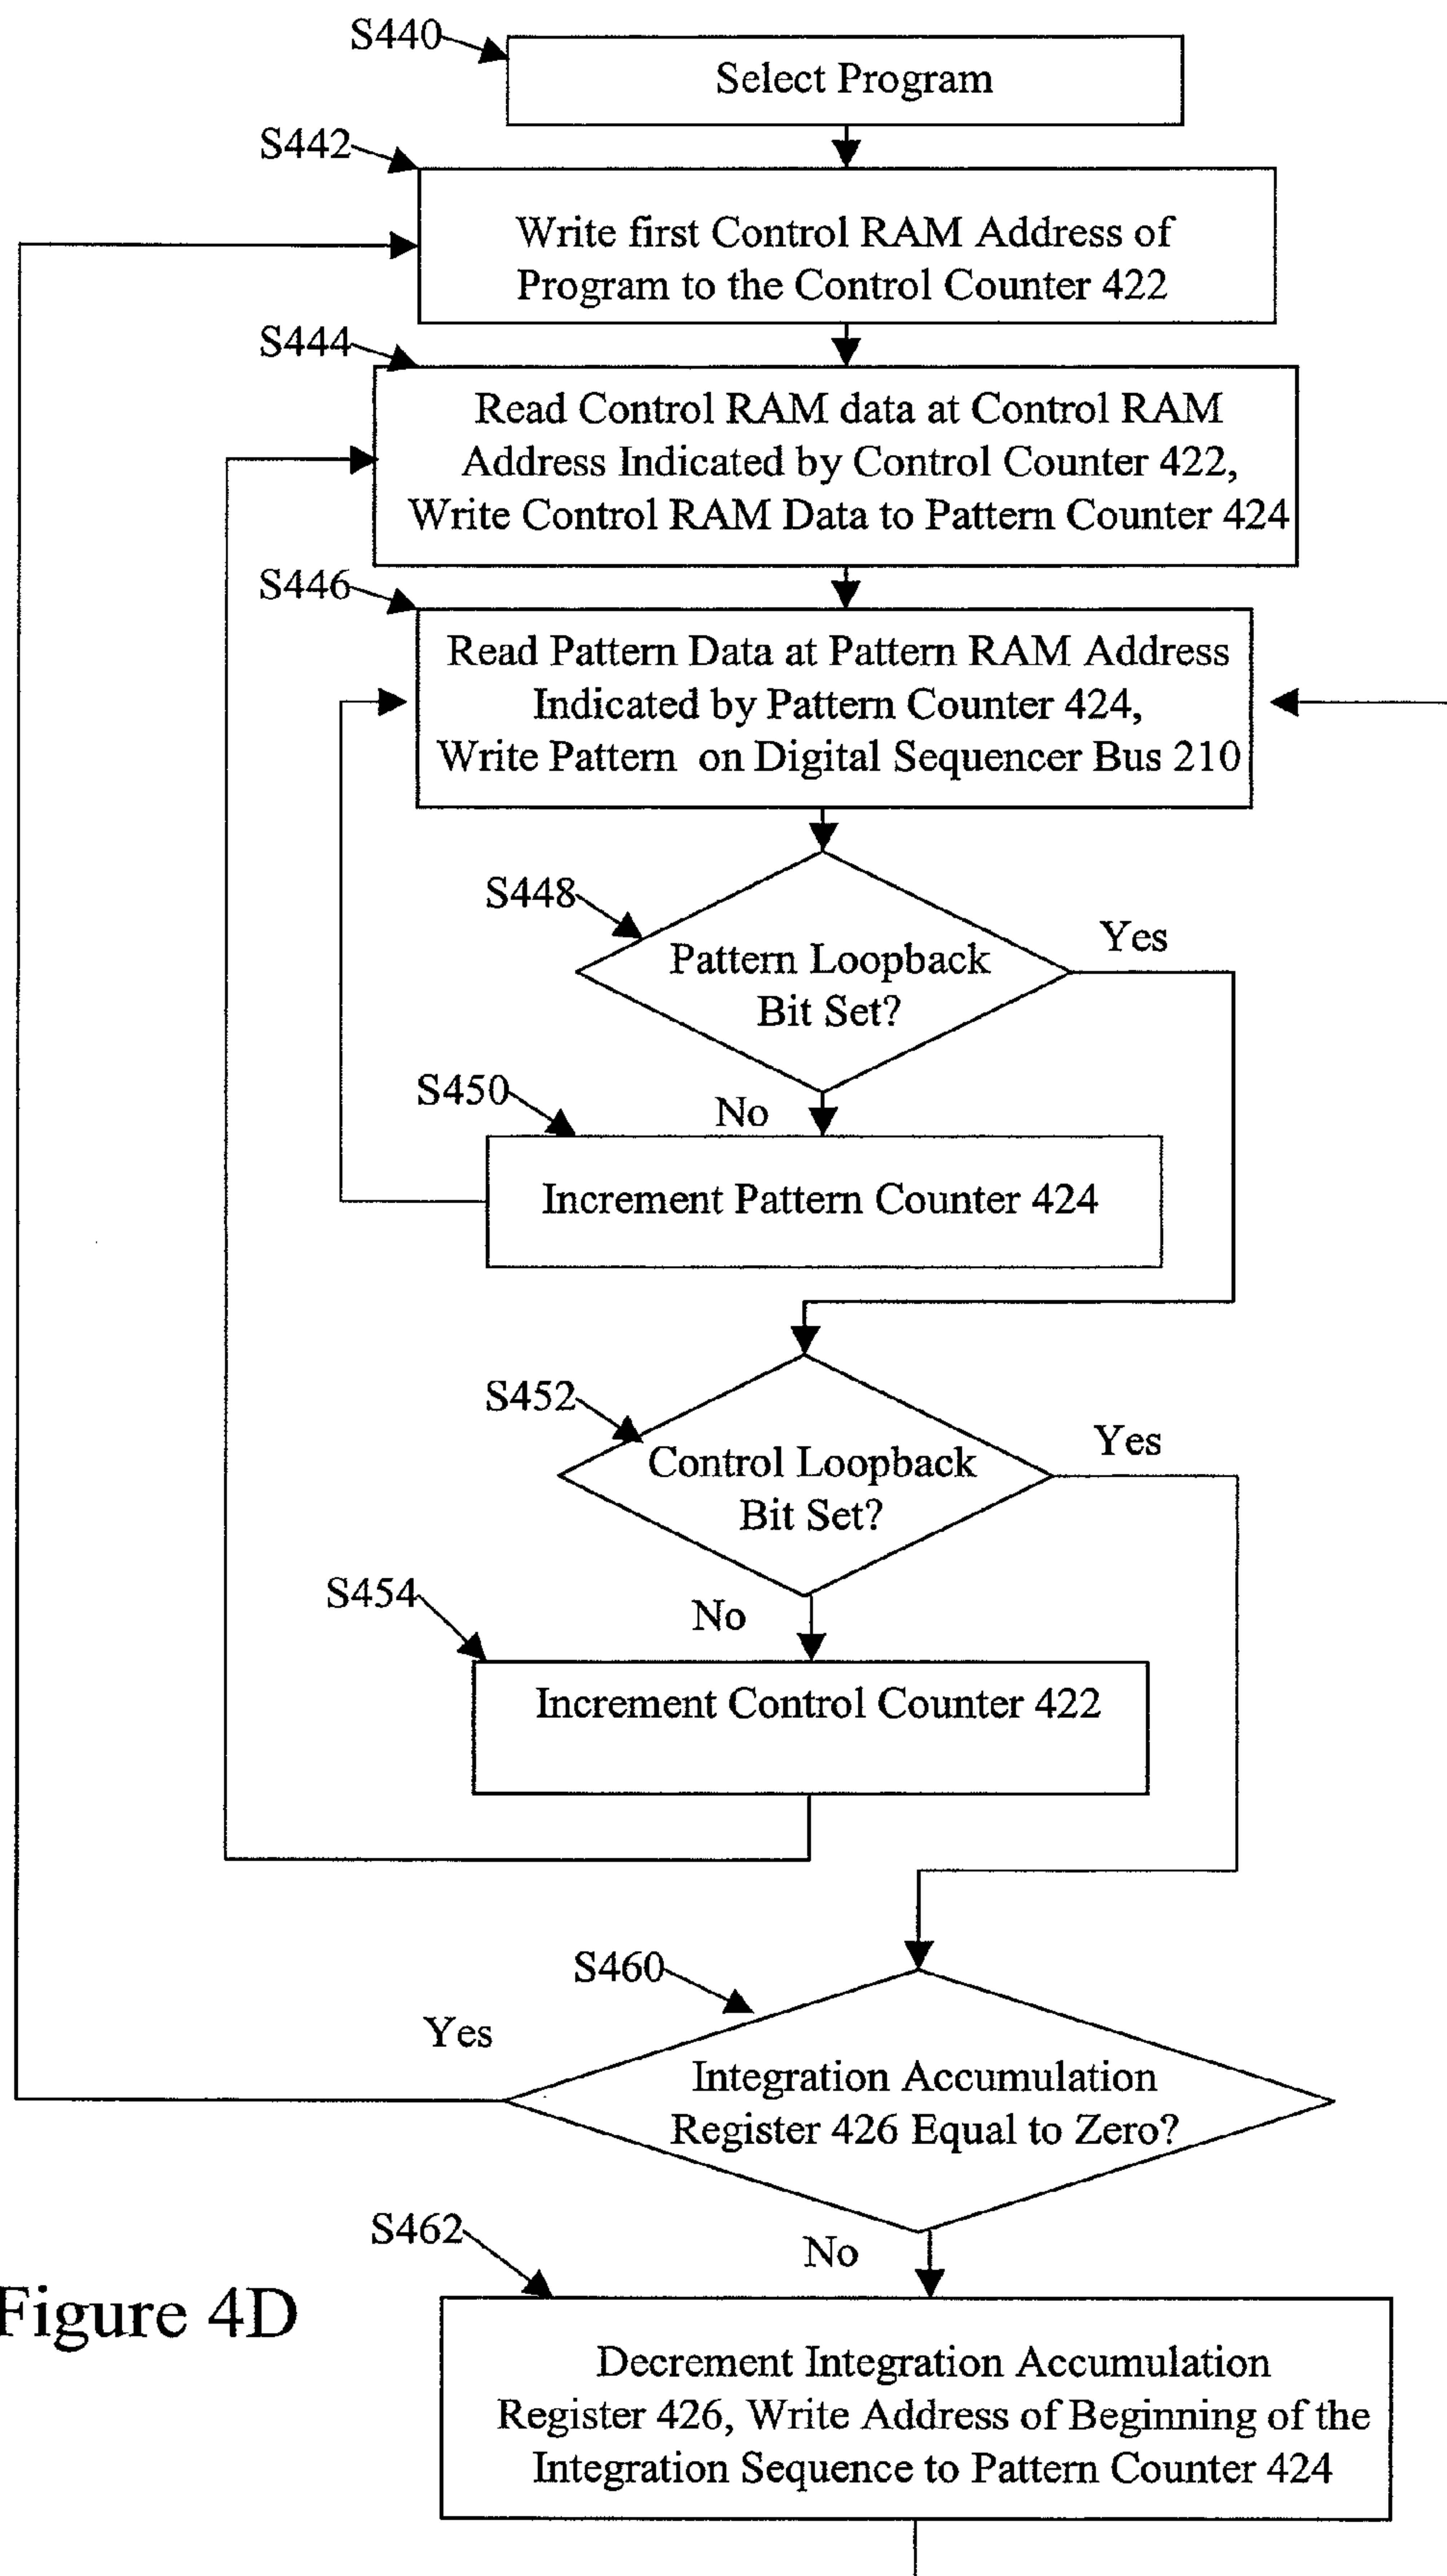 S440
Select Program
S442
Write first Control RAM Address of
Program to the Control Counter 422
S444
Read Control RAM data at Control RAM
Address Indicated by Control Counter 422,
Write Control RAM Data to Pattern Counter 424
S446
Read Pattern Data at Pattern RAM Address
Indicated by Pattern Counter 424,
Write Pattern on Digital Sequencer Bus 210
S448
Yes
Pattern Loopback
Bit Set?
S450
No
Increment Pattern Counter 424
S452
Yes
Control Loopback
Bit Set?
S454
No
Increment Control Counter 422
S460
Yes
Integration Accumulation
Register 426 Equal to Zero?
S462
No
Figure 4D
Decrement Integration Accumulation
Register 426, Write Address of Beginning of the
Integration Sequence to Pattern Counter 424